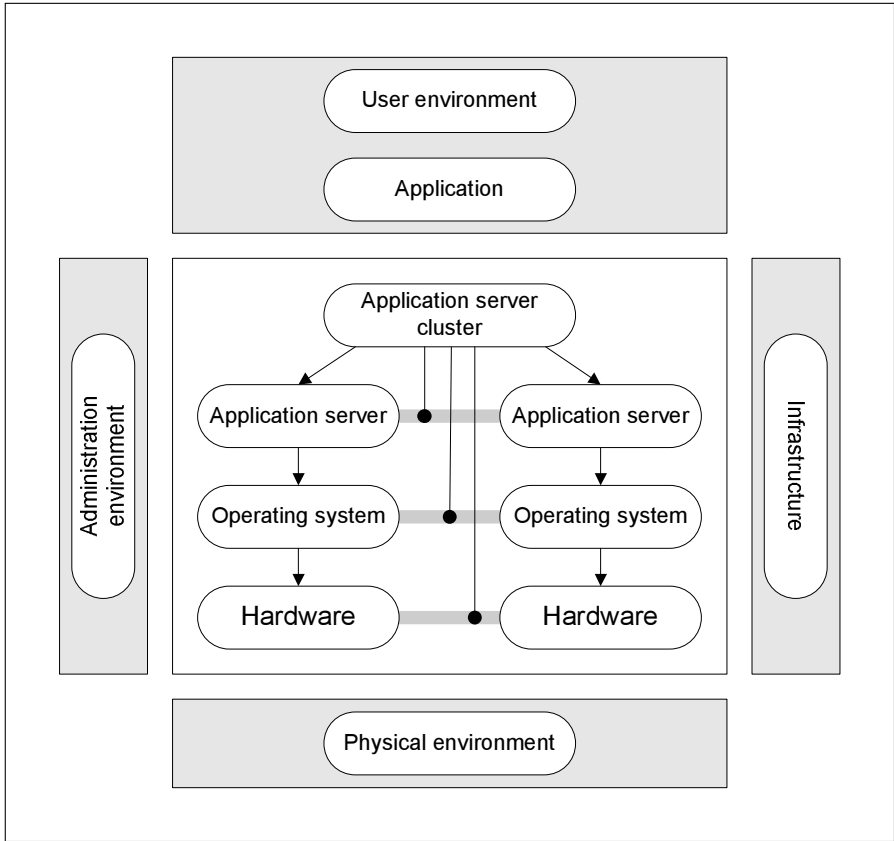 User environment
Application
Application server
cluster
Administration
environment
Application server
Application server
Infrastructure
Operating system
Operating system
Hardware
Hardware
Physical environment